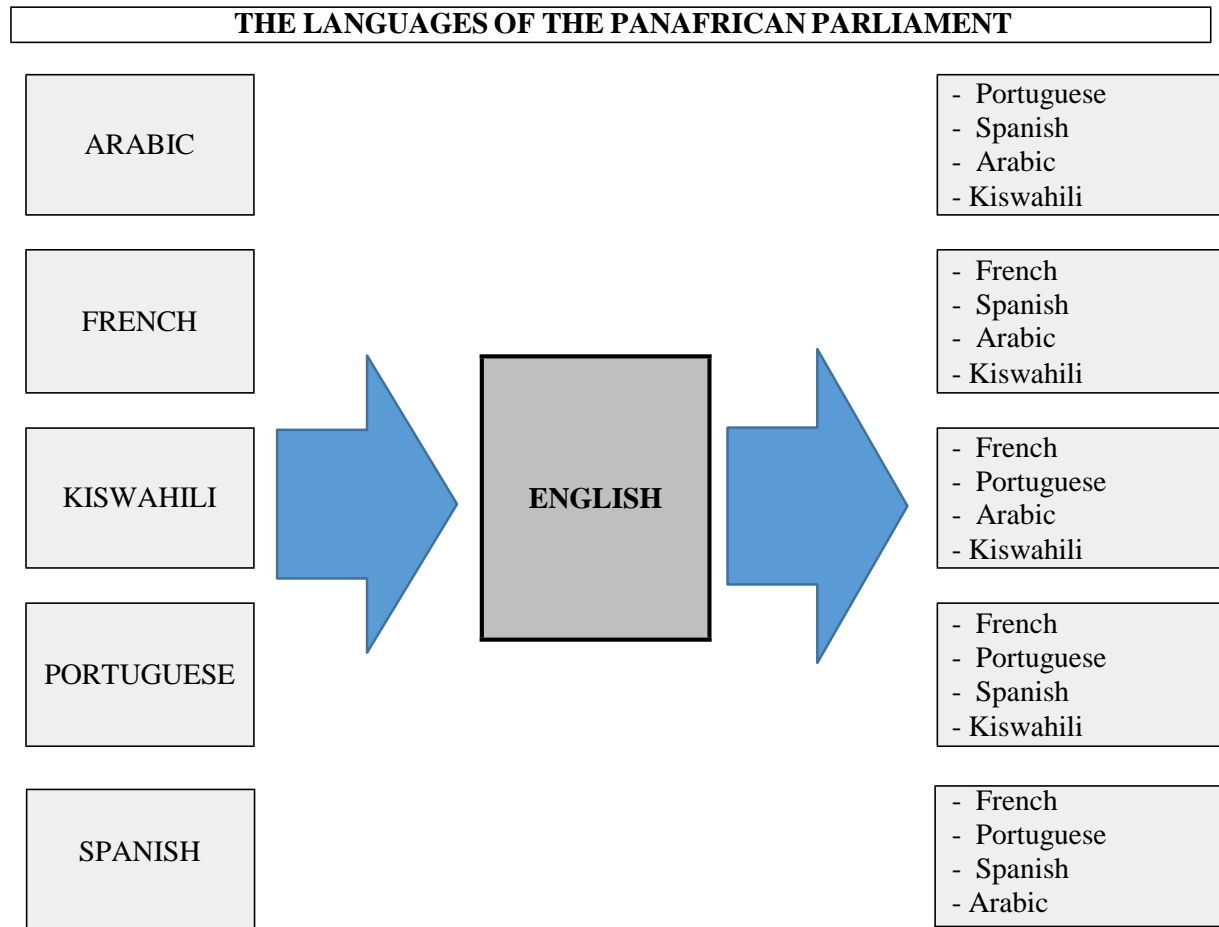 THE LANGUAGES OF THE PANAFRICAN PARLIAMENT
ARABIC
FRENCH
KISWAHILI
PORTUGUESE
SPANISH
ENGLISH
- Portuguese
- Spanish
- Arabic
- Kiswahili
- French
- Spanish
- Arabic
- Kiswahili
- French
- Portuguese
- Arabic
- Kiswahili
- French
- Portuguese
- Spanish
- Kiswahili
- French
- Portuguese
- Spanish
- Arabic